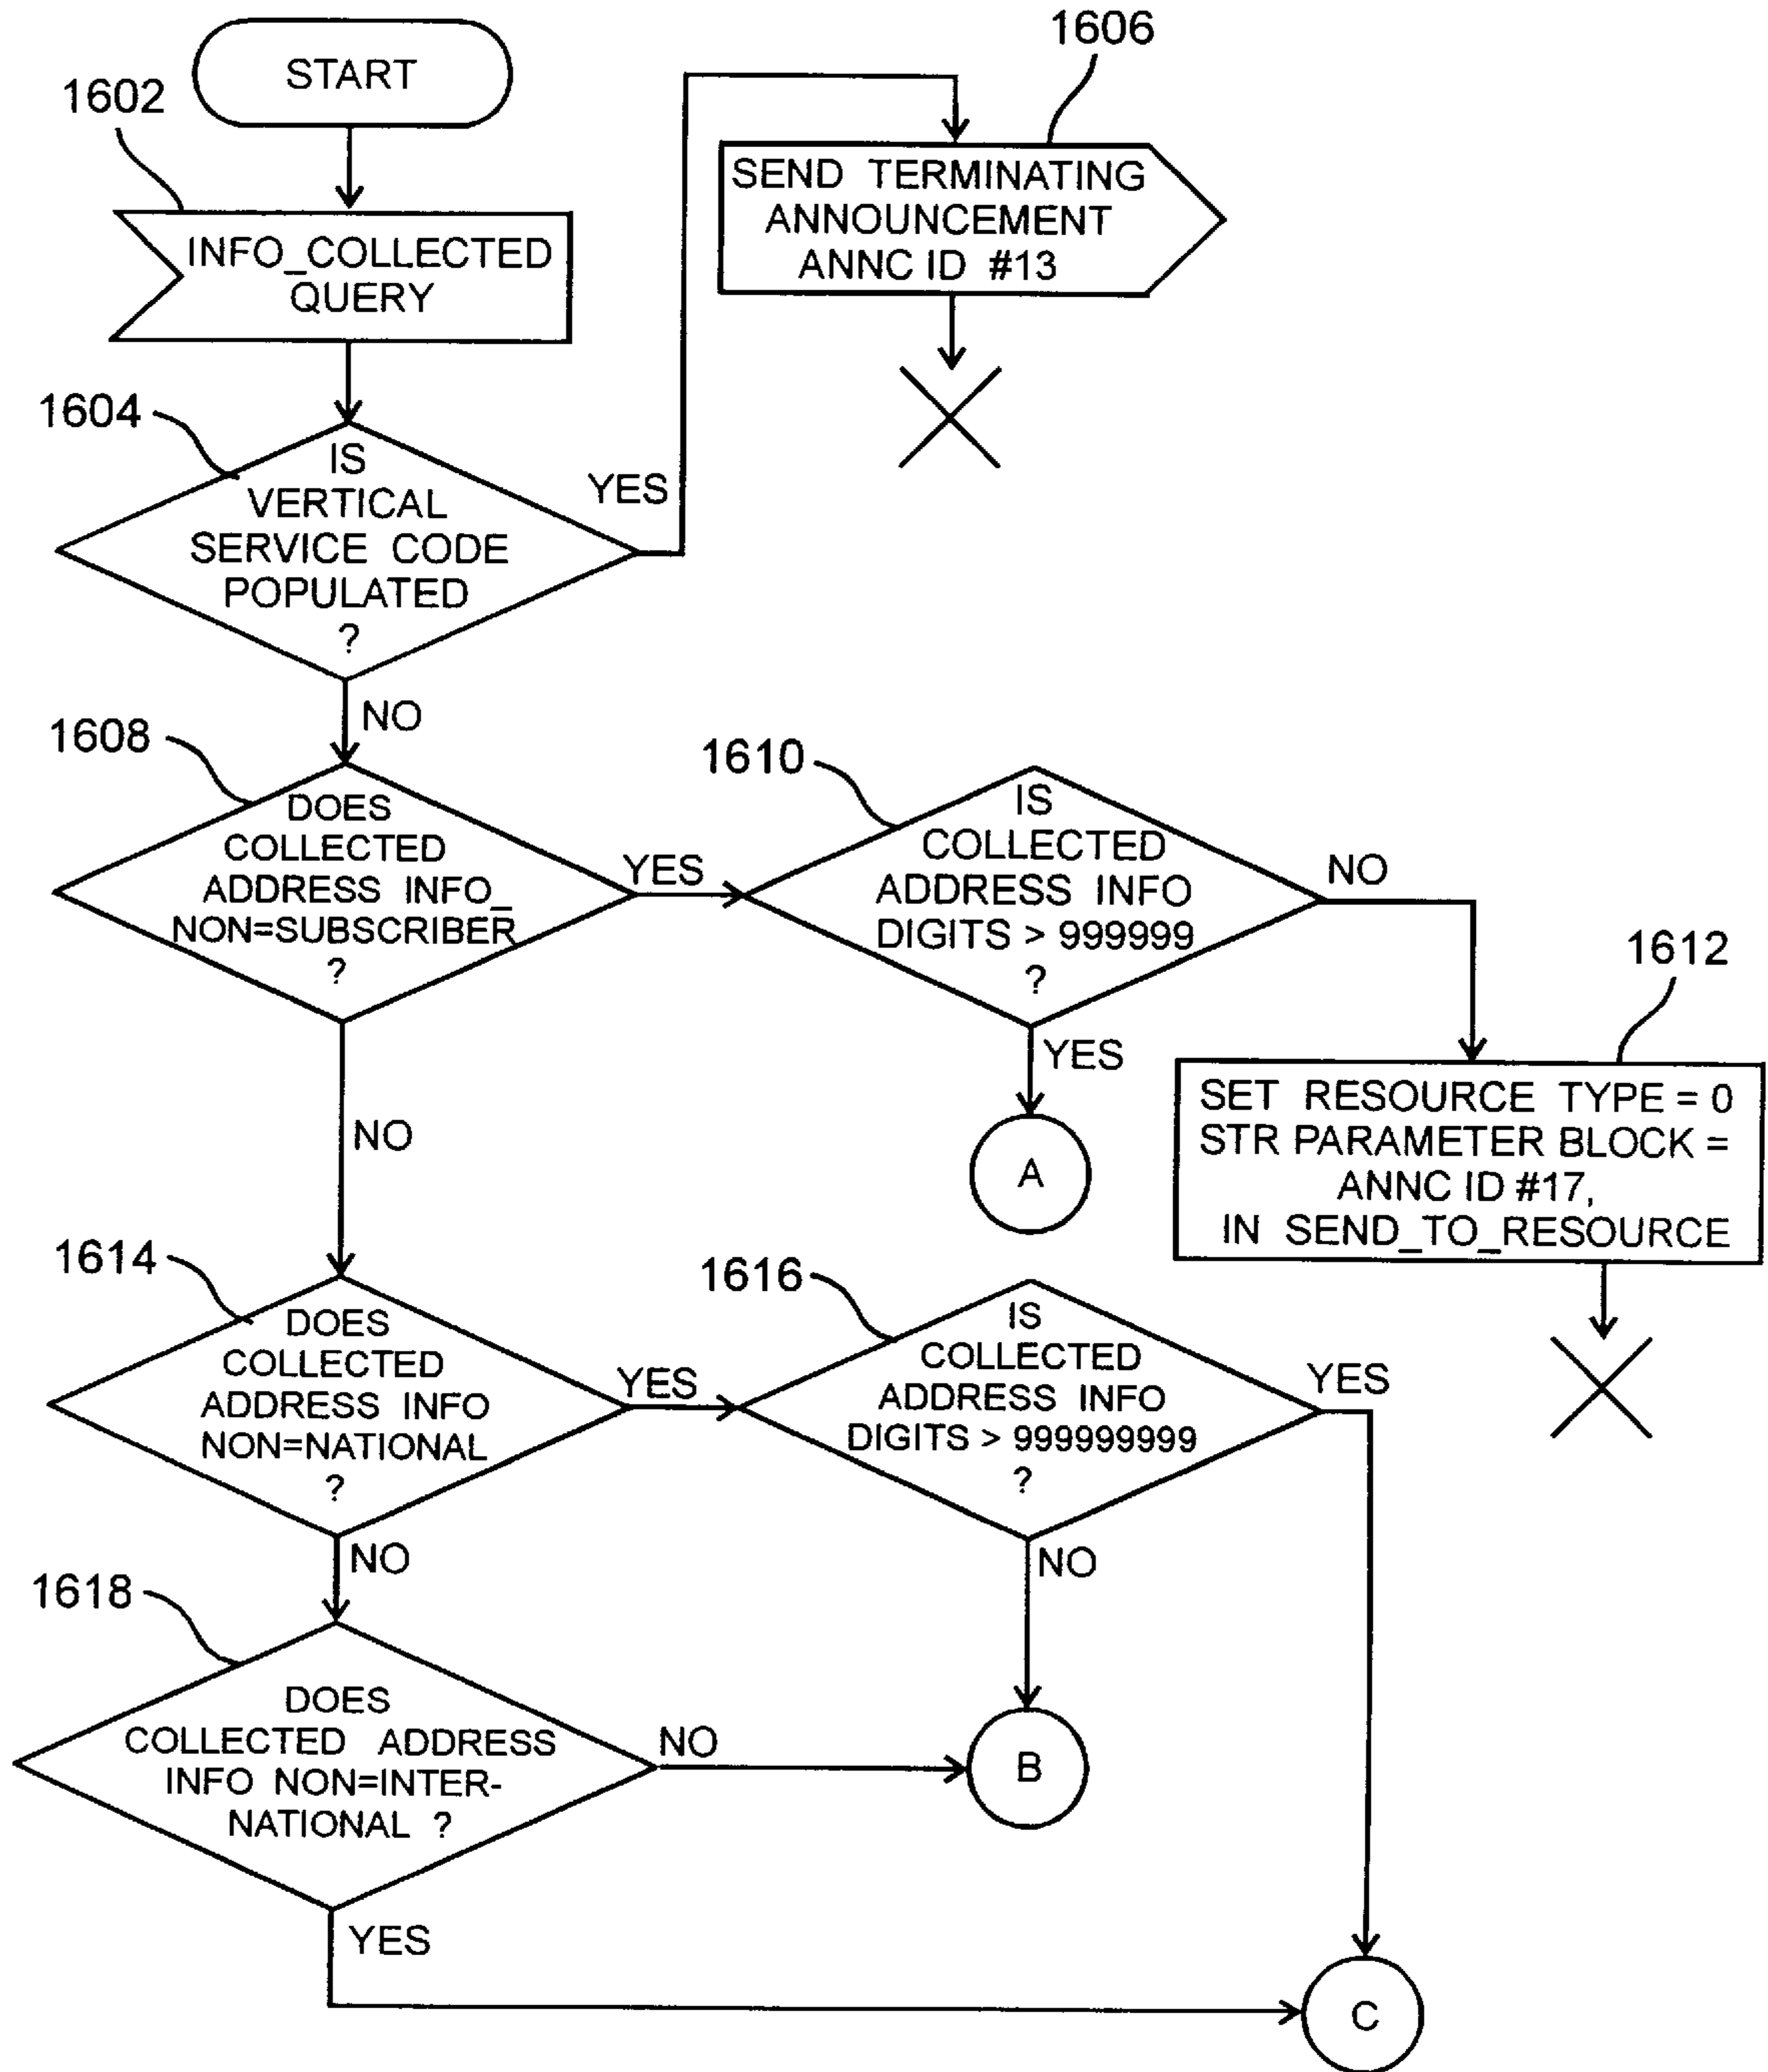 START
1602
INFO_COLLECTED
QUERY
1606
SEND TERMINATING
ANNOUNCEMENT
ANNC ID #13
1604
IS
VERTICAL
SERVICE CODE
POPULATED
?
YES
NO
1608
DOES
COLLECTED
ADDRESS INFO_
NON=SUBSCRIBER
?
YES
NO
1610
IS
COLLECTED
ADDRESS INFO
DIGITS > 999999
?
NO
YES
A
1612
SET RESOURCE TYPE = 0
STR PARAMETER BLOCK =
ANNC ID #17,
IN SEND_TO_RESOURCE
1614
DOES
COLLECTED
ADDRESS INFO
NON=NATIONAL
?
YES
NO
1616
IS
COLLECTED
ADDRESS INFO
DIGITS > 999999999
?
YES
NO
1618
DOES
COLLECTED ADDRESS
INFO NON=INTER-
NATIONAL ?
NO
B
YES
C